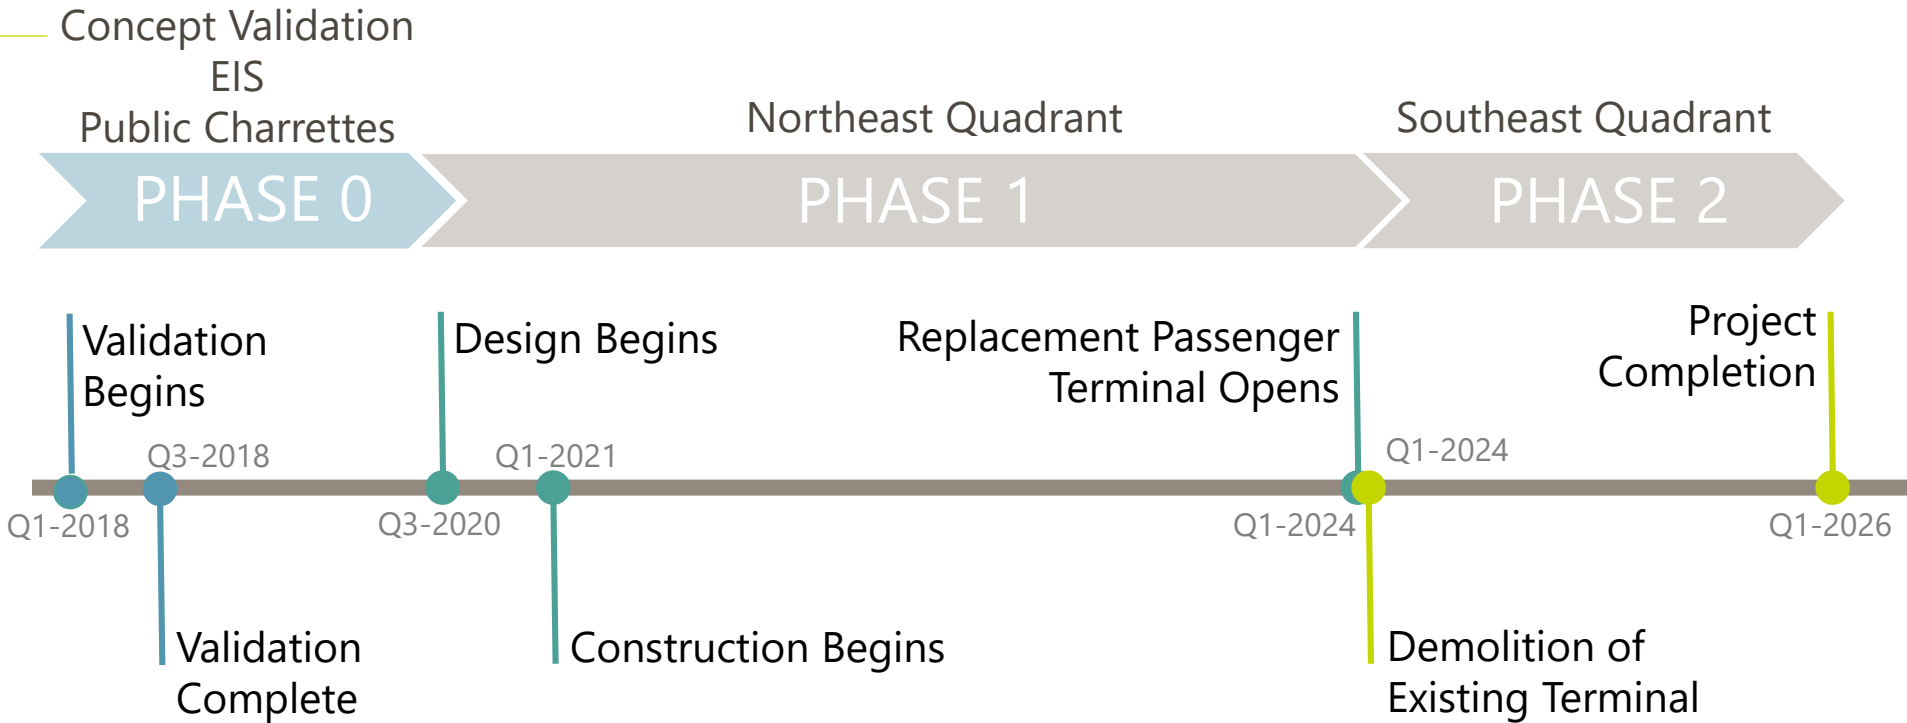 Concept Validation
EIS
Public Charrettes
Northeast Quadrant
Southeast Quadrant
PHASE 0
PHASE 1
PHASE 2
Validation
Begins
Design Begins
Replacement Passenger
Terminal Opens
Project
Completion
Q3-2018
Q1-2021
Q1-2024
Q1-2018
Q3-2020
Q1-2024
Q1-2026
Validation
Complete
Construction Begins
Demolition of
Existing Terminal